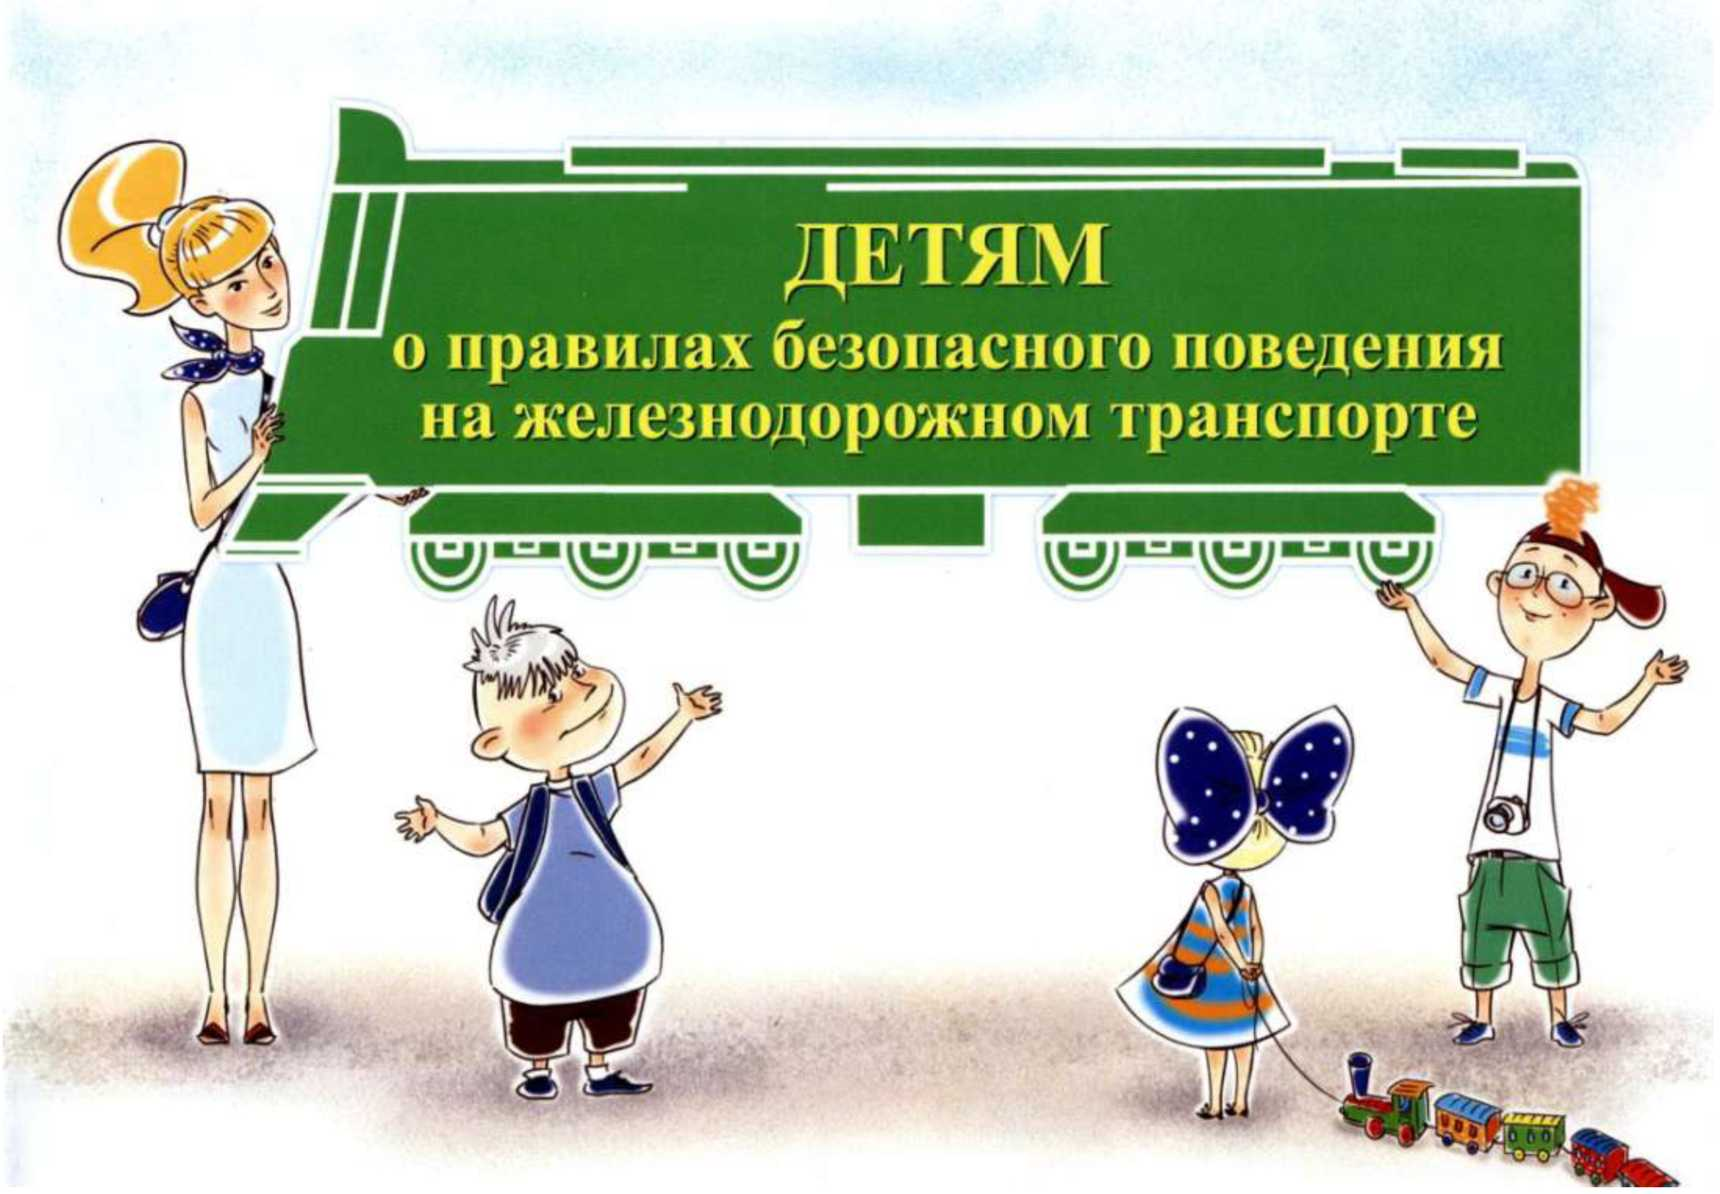 ДЕТЯМ
о правилах безопасного поведения
на железнодорожном транспорте